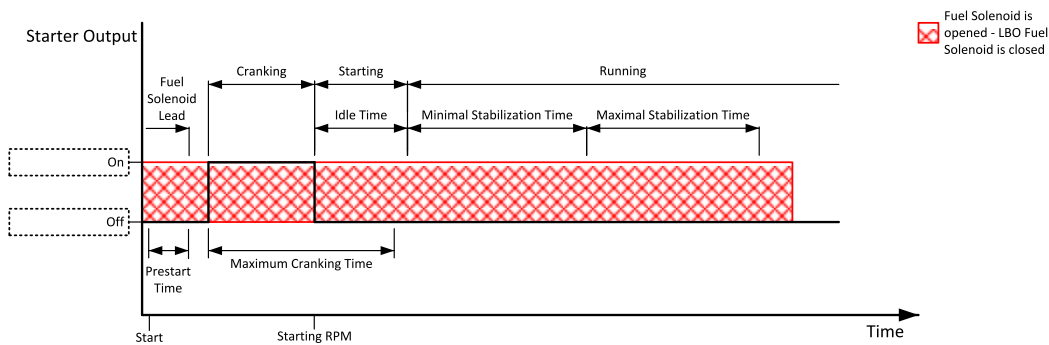 Fuel Solenoid is
opened - LBO Fuel
Solenoid is closed
Starter Output
Cranking
Starting
Running
Fuel
Solenoid
Lead
Idle Time
Minimal Stabilization Time
Maximal Stabilization Time
On
Off
Prestart
Time
Maximum Cranking Time
Start
Starting RPM
Time